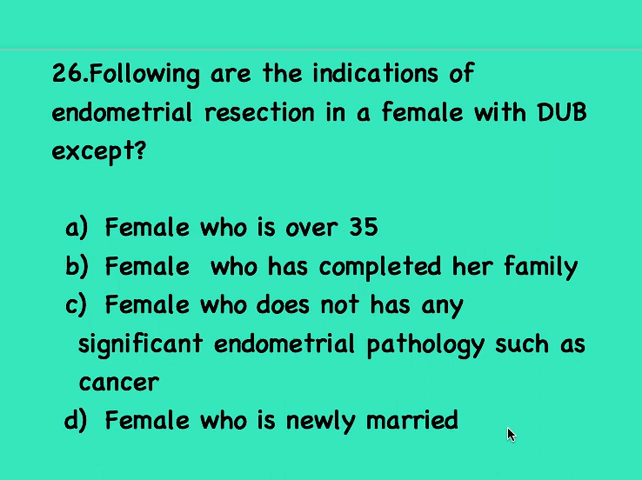 26.Following are the indications of
endometrial resection in a female with DUB
except?
a) Female who is over 35
b) Female who has completed her family
c) Female who does not has any
significant endometrial pathology such as
cancer
d) Female who is newly married